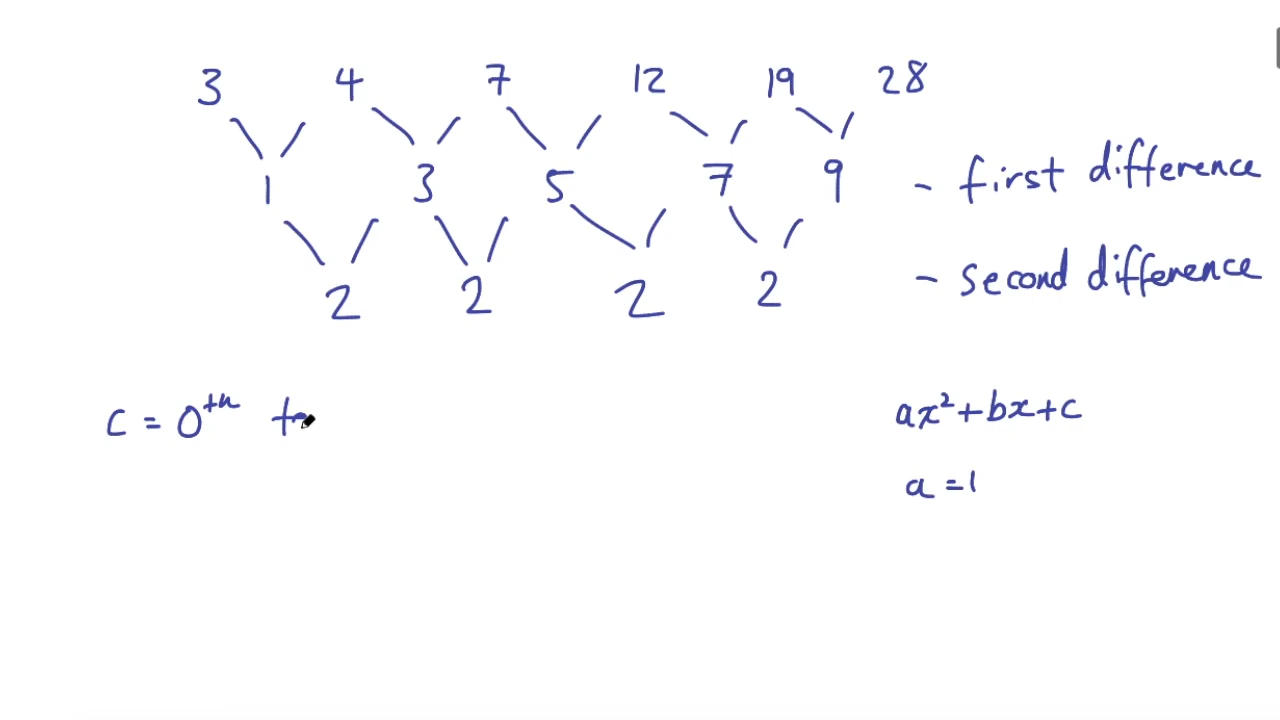 3 4 7 12 19 28
1 3 5 7 9 - first difference
2 2 2 2 - second difference
c = 0th
ax²+bx+c
a =1